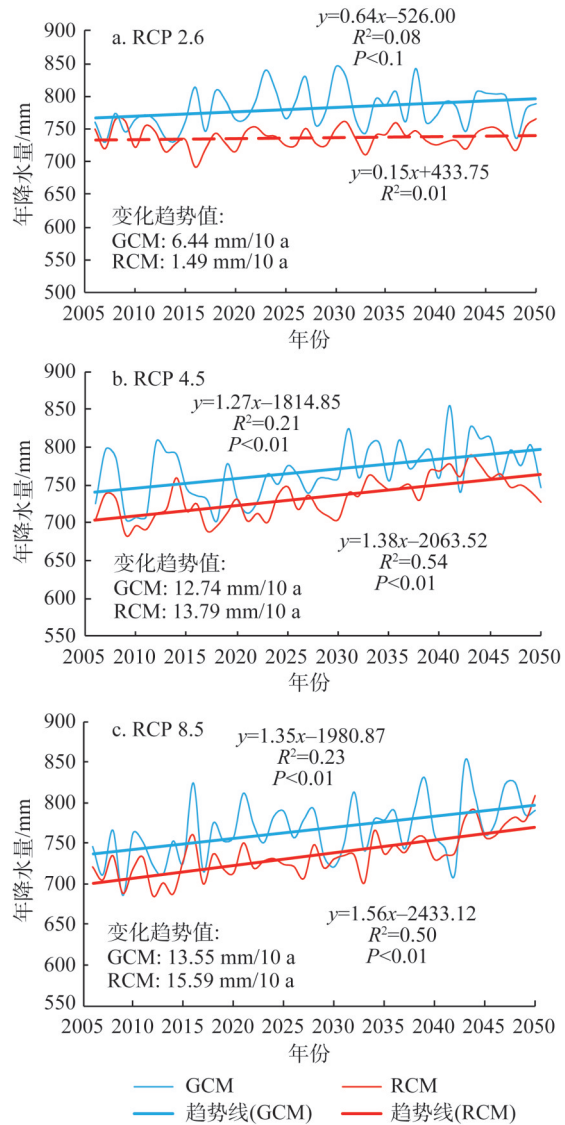 a. RCP 2.6
y=0.64x–526.00
R²=0.08
P<0.1
年降水量/mm
900
850
800
750
700
650
600
550
500
y=0.15x+433.75
R²=0.01
变化趋势值:
GCM: 6.44 mm/10 a
RCM: 1.49 mm/10 a
2005 2010 2015 2020 2025 2030 2035 2040 2045 2050
年份
b. RCP 4.5
y=1.27x–1814.85
R²=0.21
P<0.01
年降水量/mm
900
850
800
750
700
650
600
550
y=1.38x–2063.52
R²=0.54
P<0.01
变化趋势值:
GCM: 12.74 mm/10 a
RCM: 13.79 mm/10 a
2005 2010 2015 2020 2025 2030 2035 2040 2045 2050
年份
c. RCP 8.5
y=1.35x–1980.87
R²=0.23
P<0.01
年降水量/mm
900
850
800
750
700
650
600
550
y=1.56x–2433.12
R²=0.50
P<0.01
变化趋势值:
GCM: 13.55 mm/10 a
RCM: 15.59 mm/10 a
2005 2010 2015 2020 2025 2030 2035 2040 2045 2050
年份
GCM RCM
趋势线(GCM) 趋势线(RCM)